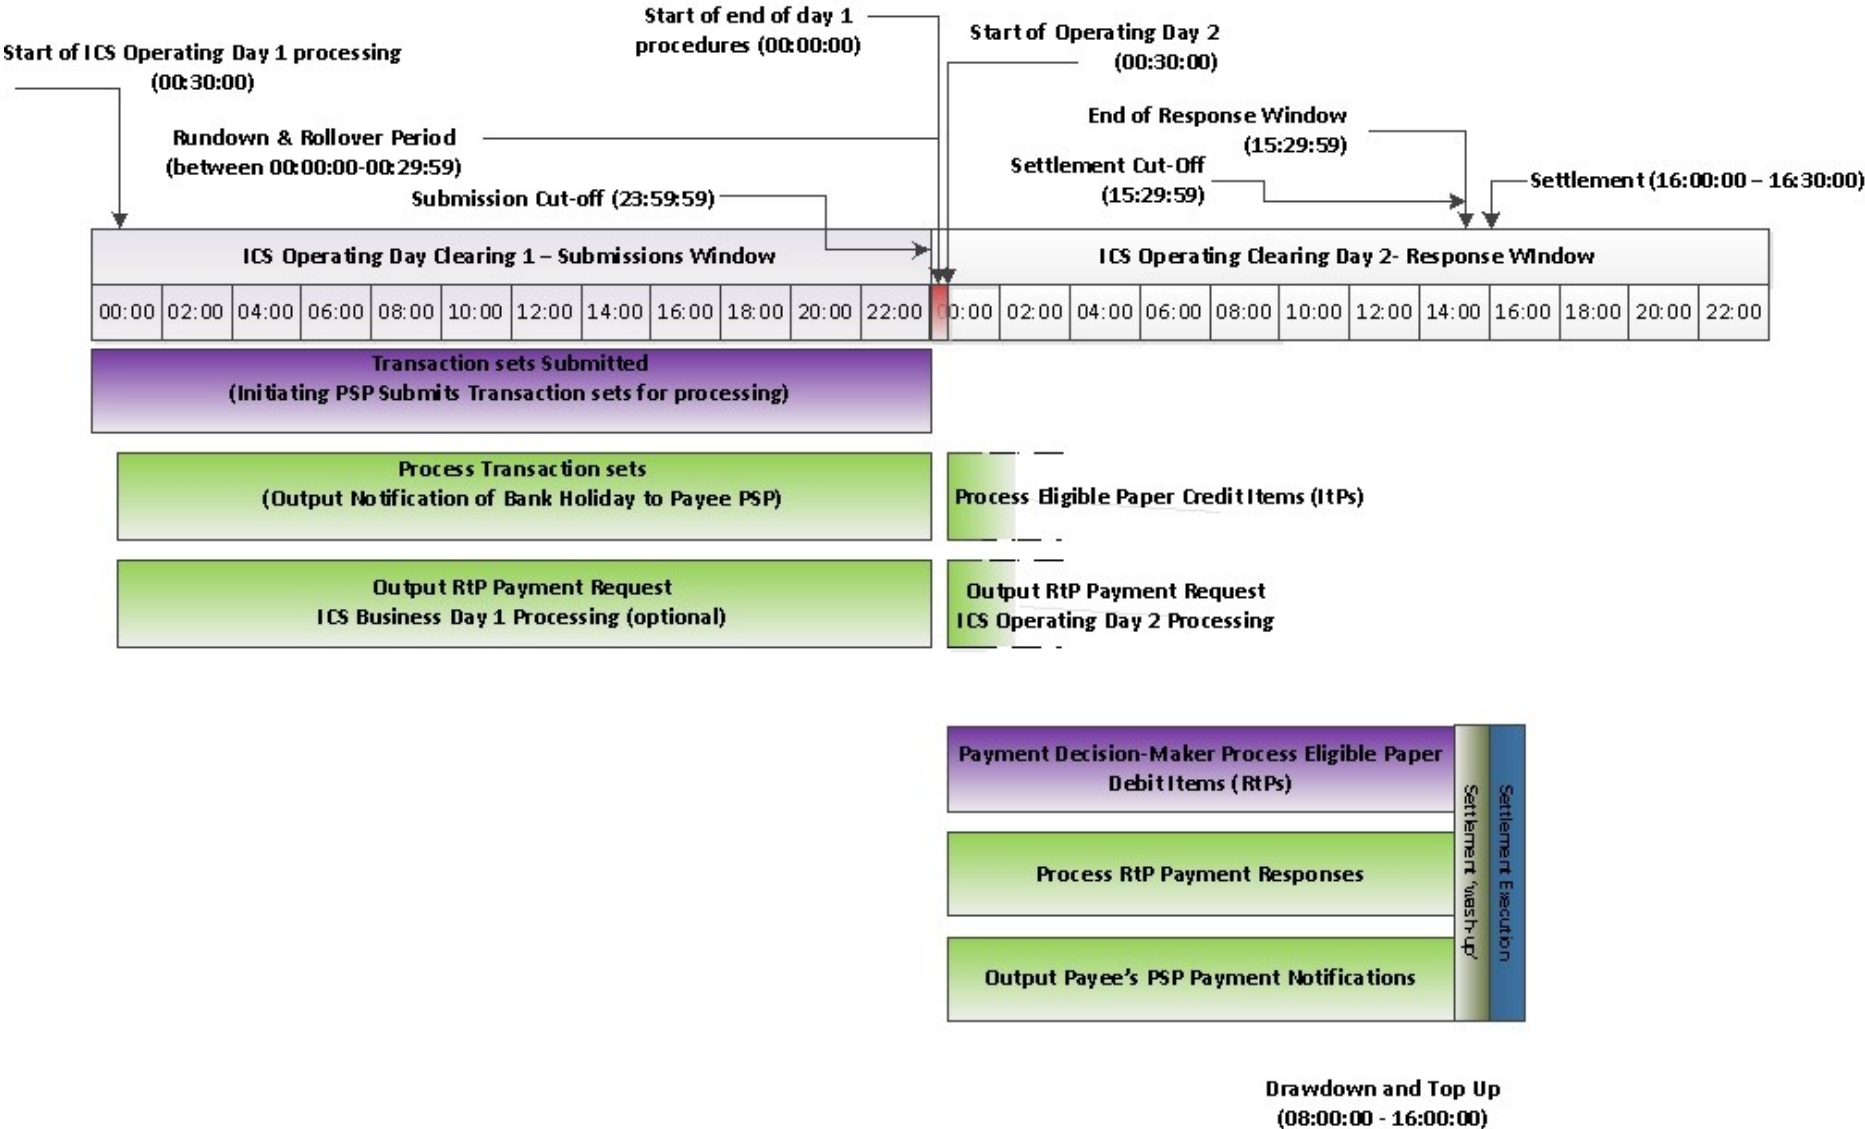 Start of end of day 1
procedures (00:00:00)
Start of Operating Day 2
(00:30:00)
Start of ICS Operating Day 1 processing
(00:30:00)
End of Response Window
(15:29:59)
Rundown & Rollover Period
(between 00:00:00-00:29:59)
Settlement Cut-Off
(15:29:59)
Settlement (16:00:00 – 16:30:00)
Submission Cut-off (23:59:59)
ICS Operating Day Clearing 1 – Submissions Window
ICS Operating Clearing Day 2- Response WIndow
00:00 02:00 04:00 06:00 08:00 10:00 12:00 14:00 16:00 18:00 20:00 22:00 00:00 02:00 04:00 06:00 08:00 10:00 12:00 14:00 16:00 18:00 20:00 22:00
Transaction sets Submitted
(Initiating PSP Submits Transaction sets for processing)
Process Transaction sets
(Output Notification of Bank Holiday to Payee PSP)
Process Eligible Paper Credit Items (ItPs)
Output RtP Payment Request
ICS Business Day 1 Processing (optional)
Output RtP Payment Request
ICS Operating Day 2 Processing
Payment Decision-Maker Process Eligible Paper
Debit Items (RtPs)
Process RtP Payment Responses
Output Payee’s PSP Payment Notifications
Settlement ‘wash-up’
Settlement Execution
Drawdown and Top Up
(08:00:00 - 16:00:00)